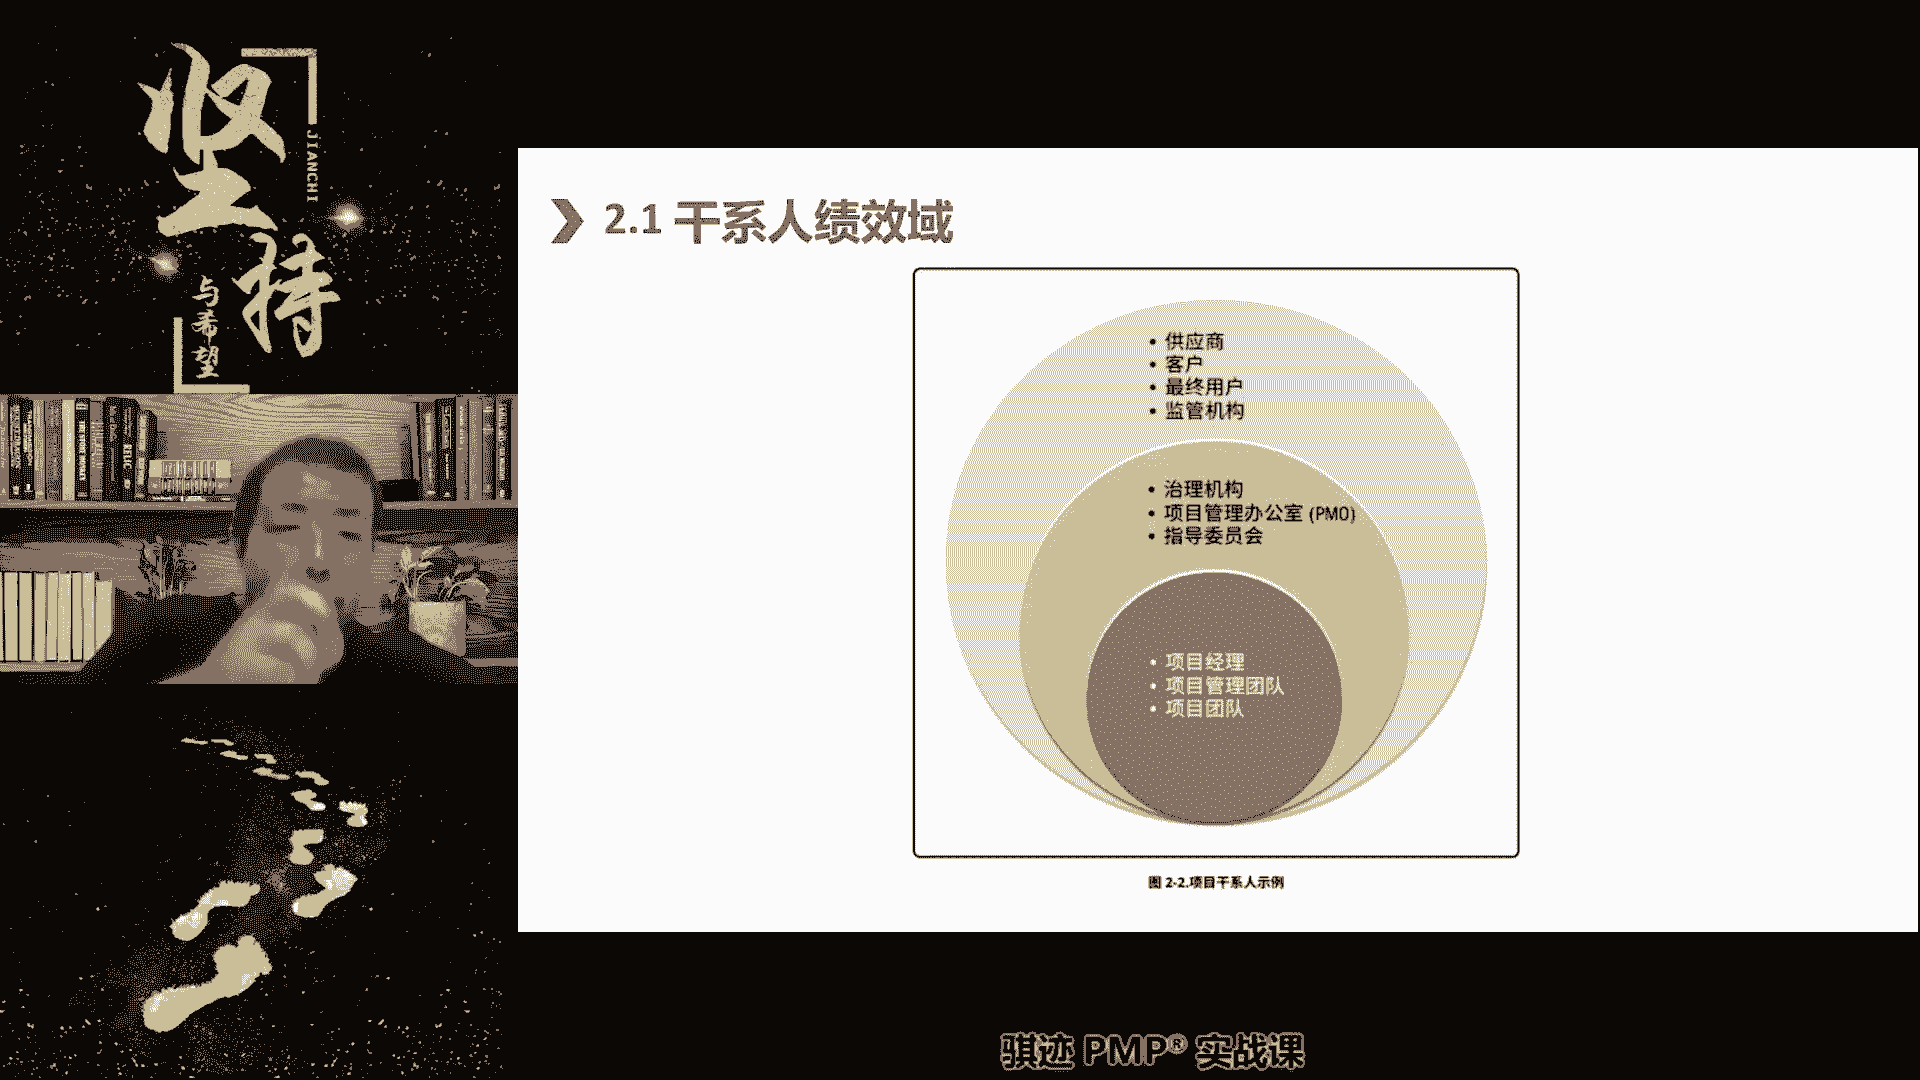 坚持
JIANCHI
与希望
2.1 干系人绩效域
• 供应商
• 客户
• 最终用户
• 监管机构
• 治理机构
• 项目管理办公室 (PMO)
• 指导委员会
• 项目经理
• 项目管理团队
• 项目团队
图 2-2.项目干系人示例
骐迹 PMP® 实战课